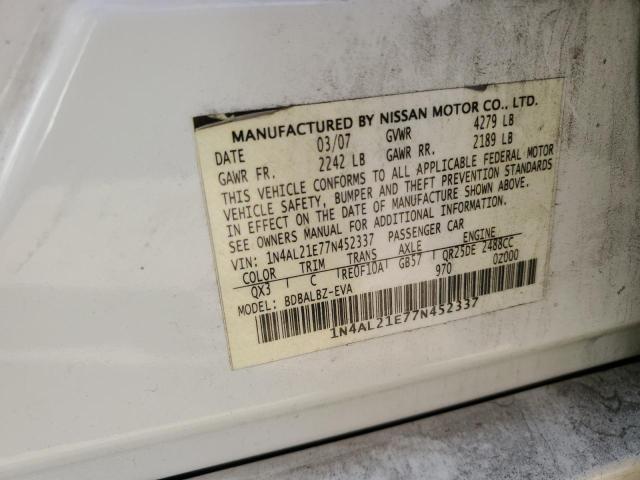 MANUFACTURED BY NISSAN MOTOR CO., LTD.
DATE 03/07 GVWR 4279 LB
GAWR FR. 2242 LB GAWR RR. 2189 LB
THIS VEHICLE CONFORMS TO ALL APPLICABLE FEDERAL MOTOR
VEHICLE SAFETY, BUMPER AND THEFT PREVENTION STANDARDS
IN EFFECT ON THE DATE OF MANUFACTURE SHOWN ABOVE.
SEE OWNERS MANUAL FOR ADDITIONAL INFORMATION.
VIN: 1N4AL21E77N452337 PASSENGER CAR
COLOR TRIM TRANS AXLE ENGINE
QX3 C RE0F10A GB57 QR25DE 2488CC
MODEL: BDBALBZ-EVA 970 0Z000
1N4AL21E77N452337